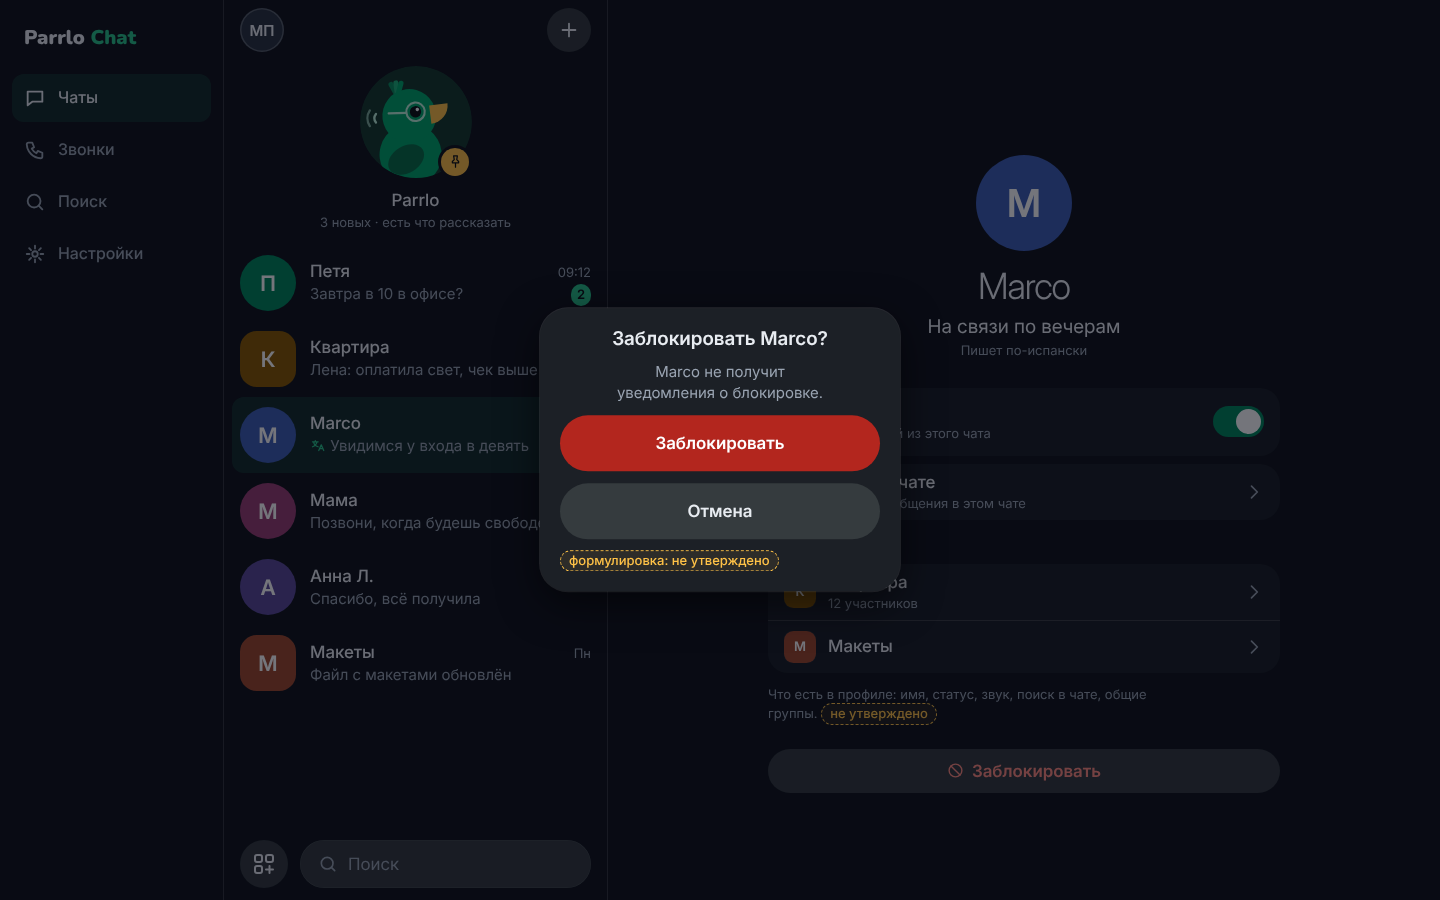 Parrlo Chat
Чаты
Звонки
Поиск
Настройки
МП
Parrlo
3 новых · есть что рассказать
Петя
09:12
Завтра в 10 в офисе?
2
П
Квартира
Лена: оплатила свет, чек выше
К
Marco
Увидимся у входа в девять
M
Мама
Позвони, когда будешь свобод
М
Анна Л.
Спасибо, всё получила
А
Макеты
Пн
Файл с макетами обновлён
М
Поиск
M
Marco
На связи по вечерам
Пишет по-испански
из этого чата
чате
бщения в этом чате
ра
12 участников
М
Макеты
Что есть в профиле: имя, статус, звук, поиск в чате, общие
группы. не утверждено
Заблокировать
Заблокировать Marco?
Marco не получит
уведомления о блокировке.
Заблокировать
Отмена
формулировка: не утверждено